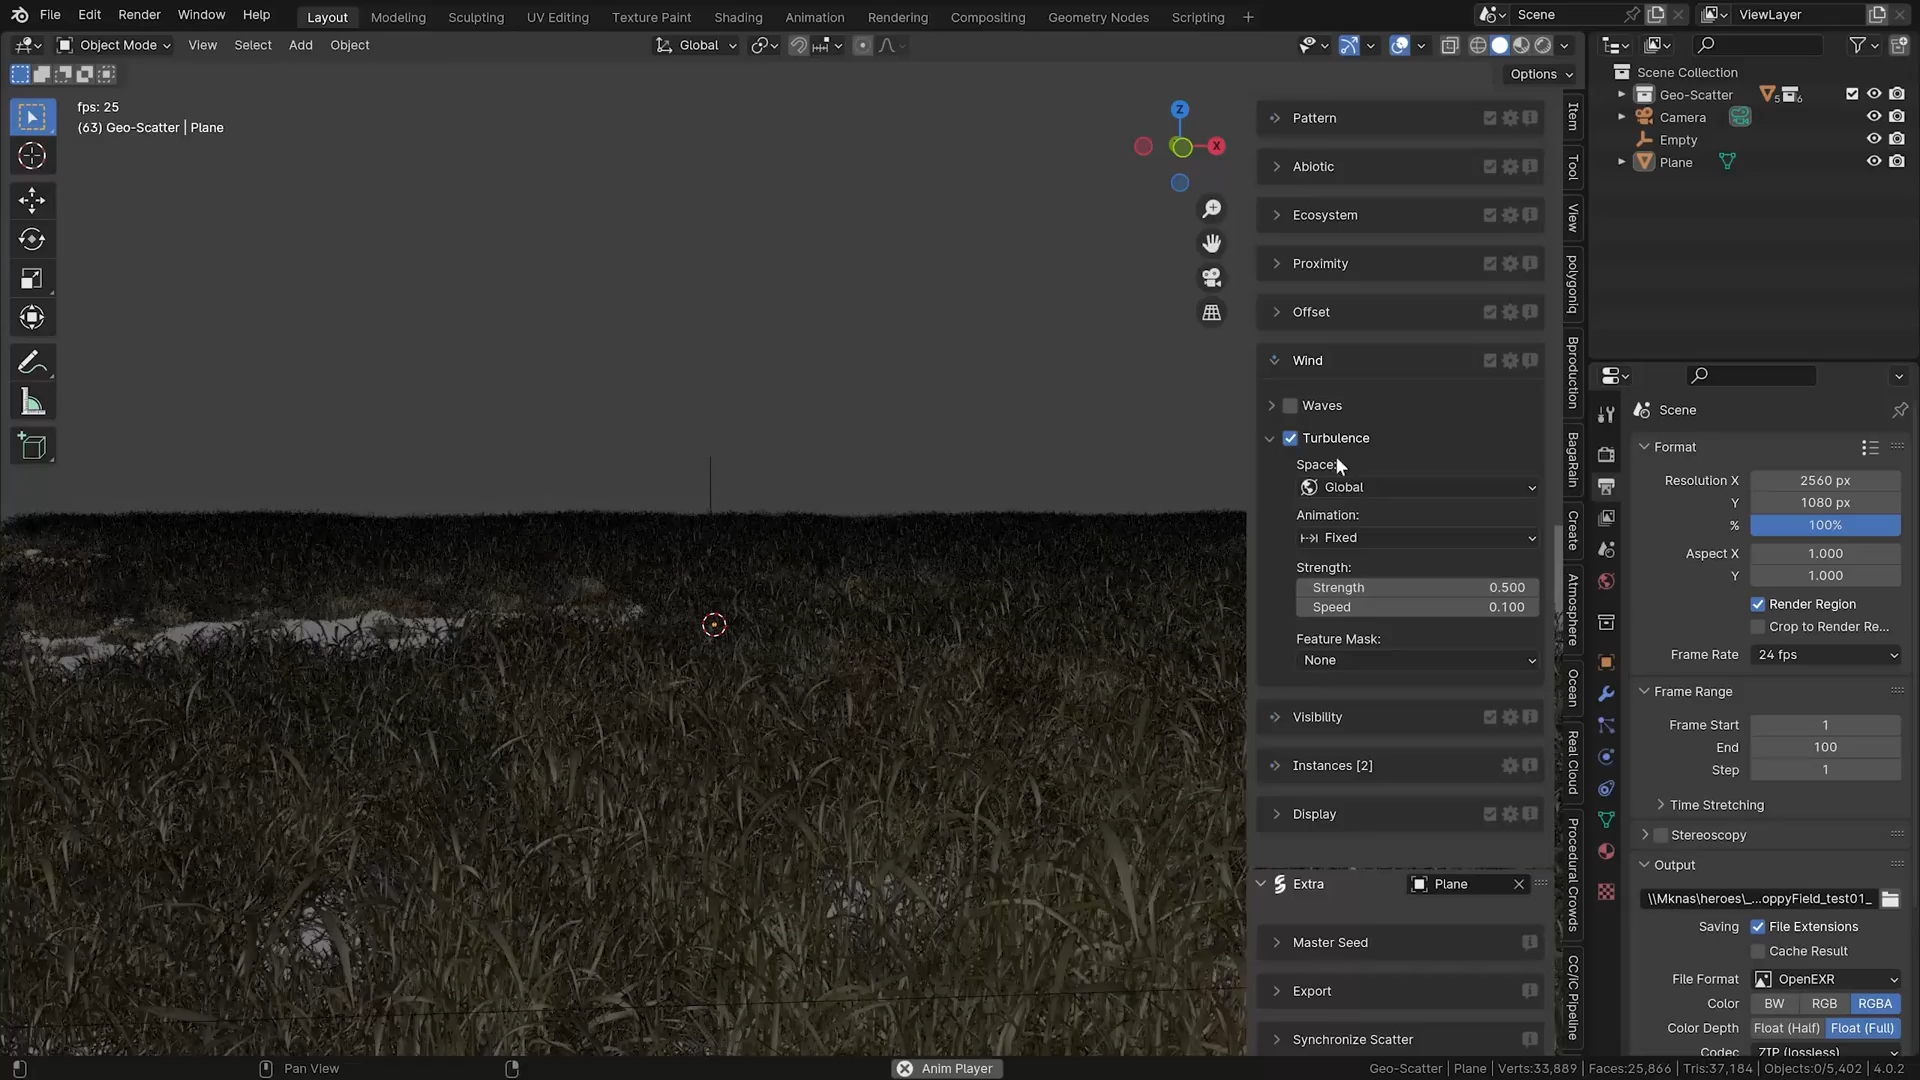 File Edit Render Window Help Layout Modeling Sculpting UV Editing Texture Paint Shading Animation Rendering Compositing Geometry Nodes Scripting + Scene ViewLayer
Object Mode View Select Add Object Global
Options
fps: 25
(63) Geo-Scatter | Plane
Z
X
Pattern
Abiotic
Ecosystem
Proximity
Offset
Wind
Waves
Turbulence
Space:
Global
Animation:
Fixed
Strength:
Strength 0.500
Speed 0.100
Feature Mask:
None
Visibility
Instances [2]
Display
Extra Plane
Master Seed
Export
Synchronize Scatter
Item
Tool
View
polygoniq
Bproduction
BagaRain
Create
Atmosphere
Ocean
Real Cloud
Procedural Crowds
CC/iC Pipeline
Scene Collection
Geo-Scatter 5 6
Camera
Empty
Plane
Scene
Format
Resolution X 2560 px
Y 1080 px
% 100%
Aspect X 1.000
Y 1.000
Render Region
Crop to Render Re...
Frame Rate 24 fps
Frame Range
Frame Start 1
End 100
Step 1
Time Stretching
Stereoscopy
Output
\\Mknas\heroes\_...oppyField_test01_
Saving File Extensions
Cache Result
File Format OpenEXR
Color BW RGB RGBA
Color Depth Float (Half) Float (Full)
Codec ZIP (lossless)
Pan View Anim Player Geo-Scatter | Plane | Verts:33,889 | Faces:25,866 | Tris:37,184 | Objects:0/5,402 | 4.0.2